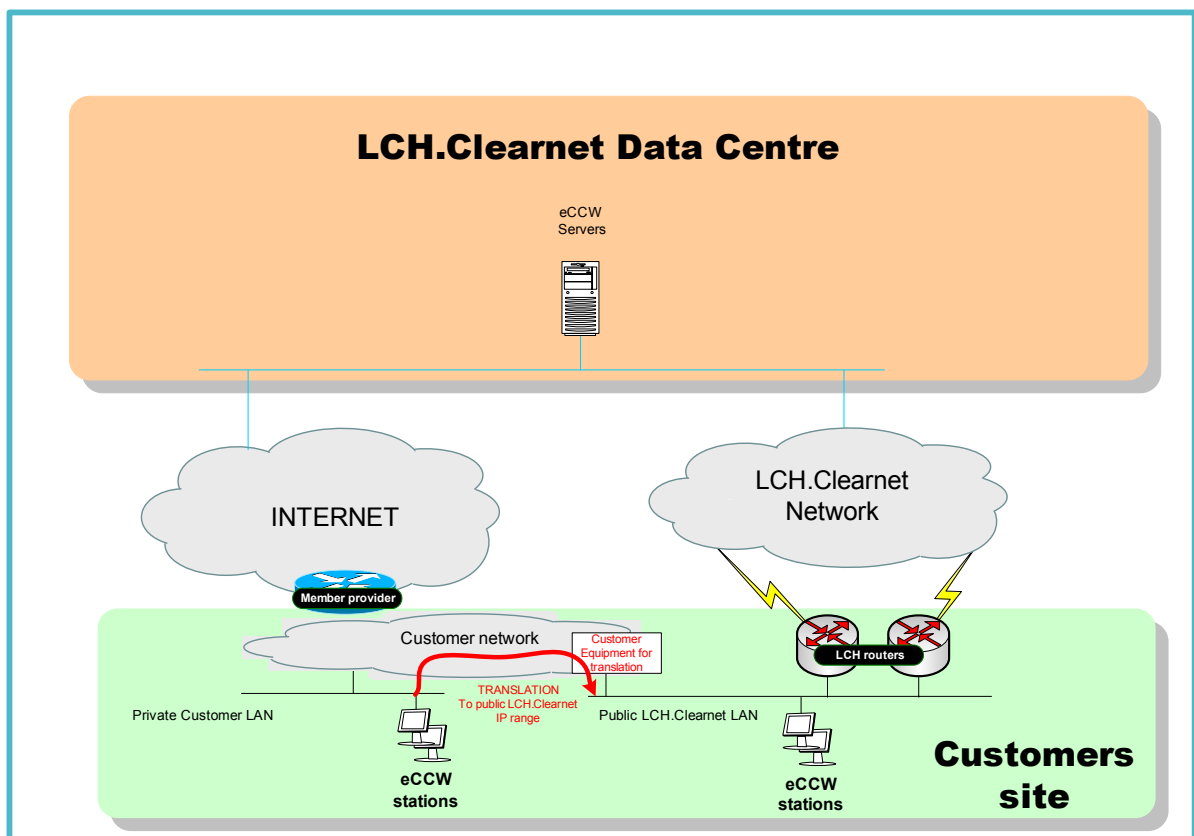 LCH.Clearnet Data Centre
eCCW
Servers
INTERNET
LCH.Clearnet
Network
Member provider
Customer network
Customer
Equipment for
translation
LCH routers
TRANSLATION
To public LCH.Clearnet
IP range
Private Customer LAN
Public LCH.Clearnet LAN
eCCW
stations
eCCW
stations
Customers
site